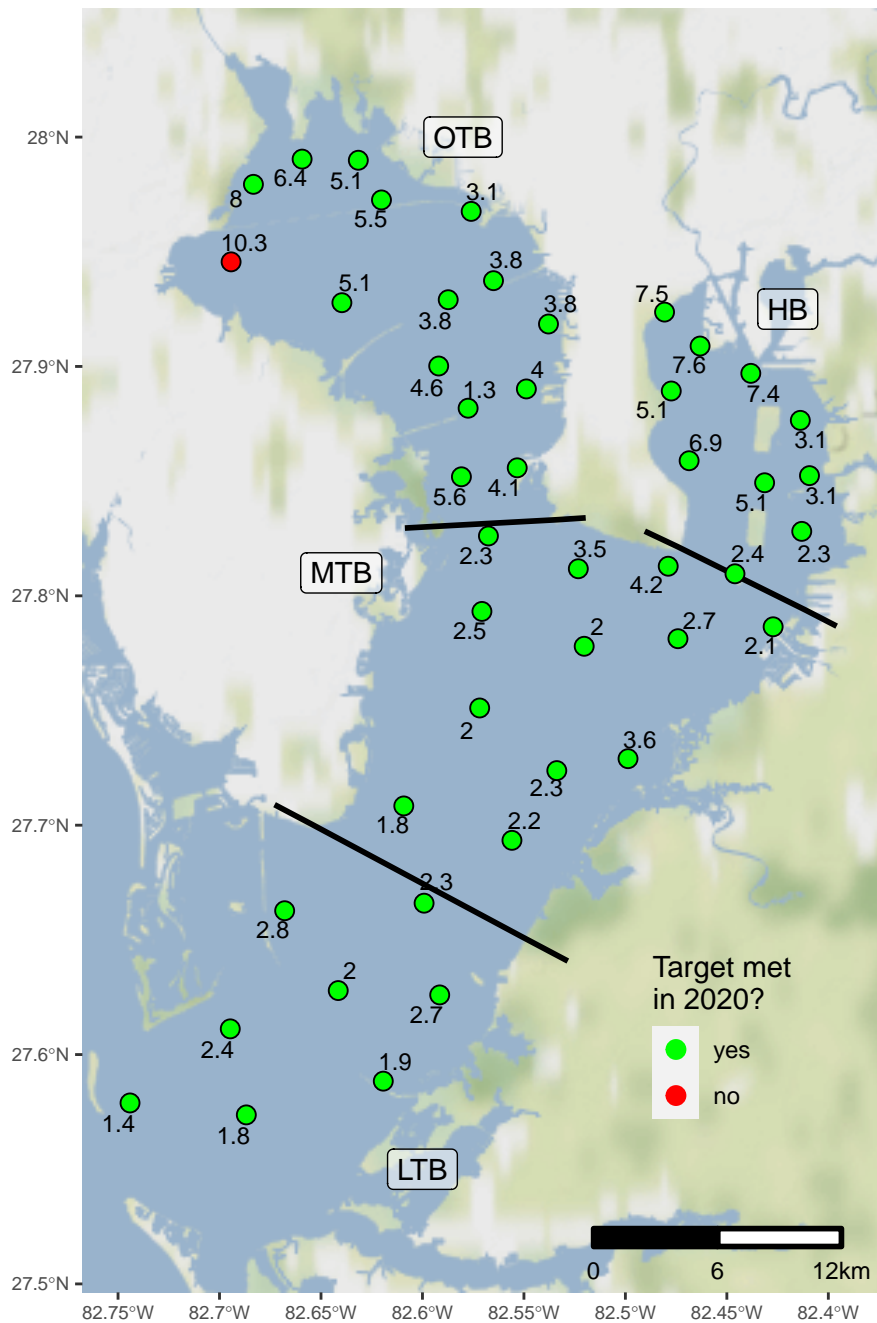 OTB
28°N
6.4
5.1
8
5.5
3.1
10.3
3.8
5.1
3.8
3.8
7.5
HB
7.6
27.9°N
4.6
4
1.3
5.1
7.4
3.1
6.9
5.6
4.1
5.1
3.1
2.3
2.3
3.5
MTB
4.2
2.4
27.8°N
2.5
2
2.7
2.1
2
3.6
2.3
1.8
2.2
27.7°N
2.3
2.8
2
2.7
Target met
in 2020?
2.4
yes
27.6°N
1.9
no
1.4
1.8
LTB
0
6
12km
27.5°N
82.75°W
82.7°W
82.65°W
82.6°W
82.55°W
82.5°W
82.45°W
82.4°W